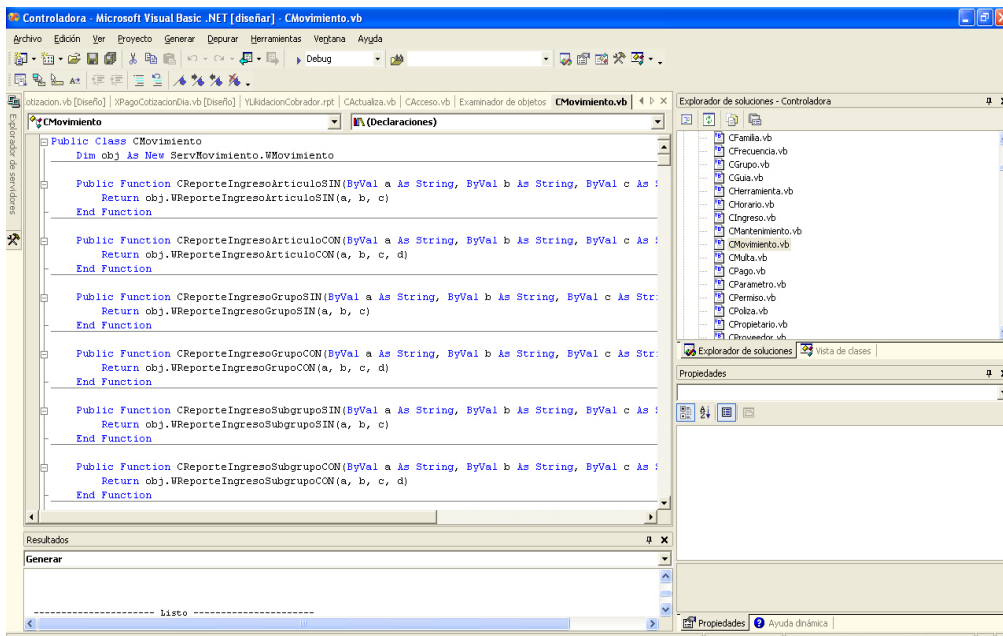 Controladora - Microsoft Visual Basic .NET [diseñar] - CMovimiento.vb
Archivo Edición Ver Proyecto Generar Depurar Herramientas Ventana Ayuda
Debug
otizacion.vb [Diseño] | XPagoCotizacionDia.vb [Diseño] | YLikidacionCobrador.rpt | CActualiza.vb | CAcceso.vb | Examinador de objetos CMovimiento.vb
Explorador de servidores
CMovimiento
(Declaraciones)
Public Class CMovimiento
Dim obj As New ServMovimiento.WMovimiento
Public Function CReporteIngresoArticuloSIN(ByVal a As String, ByVal b As String, ByVal c As
Return obj.WReporteIngresoArticuloSIN(a, b, c)
End Function
Public Function CReporteIngresoArticuloCON(ByVal a As String, ByVal b As String, ByVal c As
Return obj.WReporteIngresoArticuloCON(a, b, c, d)
End Function
Public Function CReporteIngresoGrupoSIN(ByVal a As String, ByVal b As String, ByVal c As Str
Return obj.WReporteIngresoGrupoSIN(a, b, c)
End Function
Public Function CReporteIngresoGrupoCON(ByVal a As String, ByVal b As String, ByVal c As Str
Return obj.WReporteIngresoGrupoCON(a, b, c, d)
End Function
Public Function CReporteIngresoSubgrupoSIN(ByVal a As String, ByVal b As String, ByVal c As
Return obj.WReporteIngresoSubgrupoSIN(a, b, c)
End Function
Public Function CReporteIngresoSubgrupoCON(ByVal a As String, ByVal b As String, ByVal c As
Return obj.WReporteIngresoSubgrupoCON(a, b, c, d)
End Function
Resultados
Generar
---------------------- Listo ----------------------
Explorador de soluciones - Controladora
CFamilia.vb
CFrecuencia.vb
CGrupo.vb
CGuia.vb
CHerramienta.vb
CHorario.vb
CIngreso.vb
CMantenimiento.vb
CMovimiento.vb
CMulta.vb
CPago.vb
CParametro.vb
CPermiso.vb
CPoliza.vb
CPropietario.vb
CProveedor.vb
Explorador de soluciones Vista de clases
Propiedades
Propiedades Ayuda dinámica